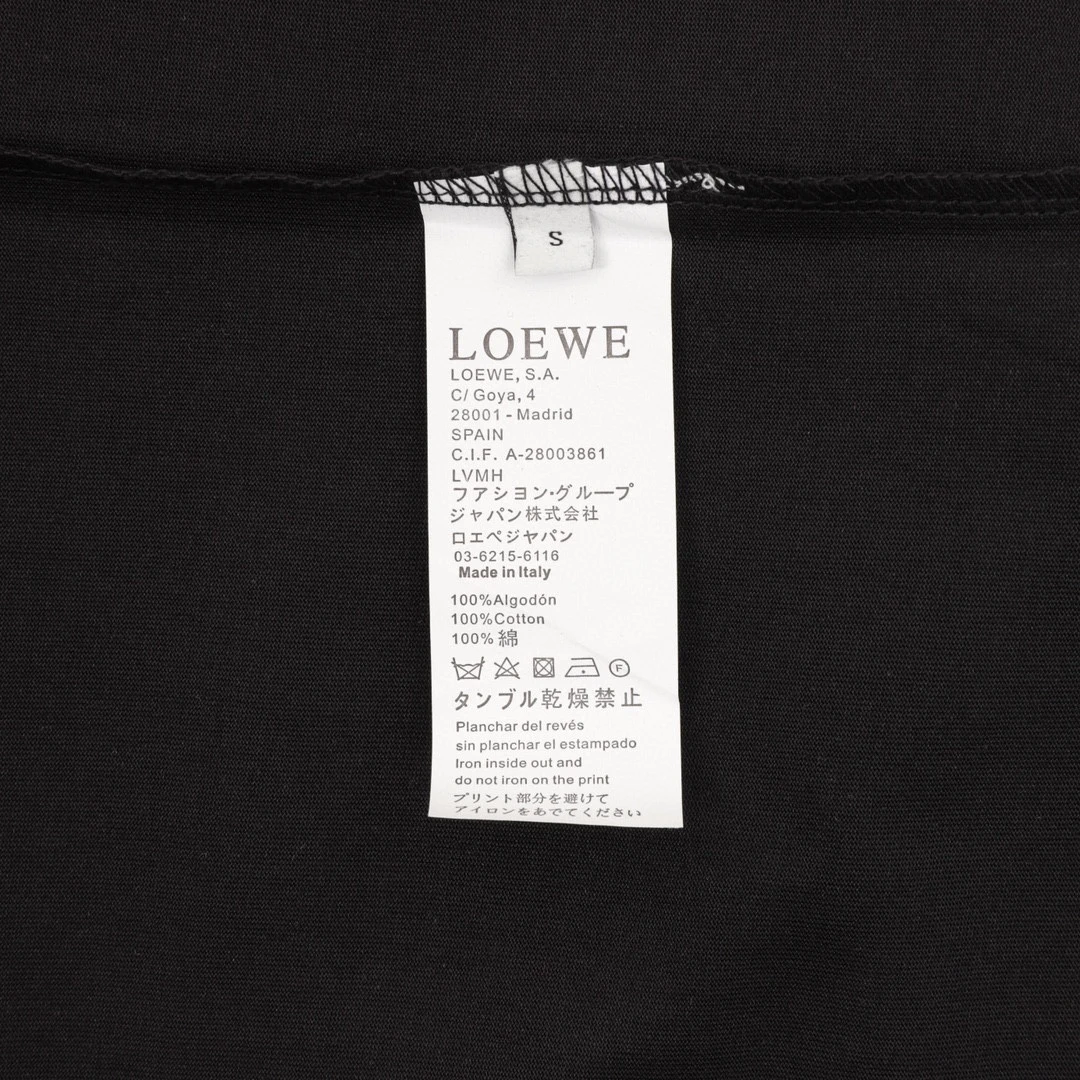 S
LOEWE
LOEWE, S.A.
C/ Goya, 4
28001 - Madrid
SPAIN
C.I.F. A-28003861
LVMH
フアシヨン・グループ
ジャパン株式会社
ロエベジヤパン
03-6215-6116
Made in Italy
100%Algodón
100%Cotton
100% 綿
F
タンブル乾燥禁止
Planchar del revés
sin planchar el estampado
Iron inside out and
do not iron on the print
プリント部分を避けて
アイロンをあでてください